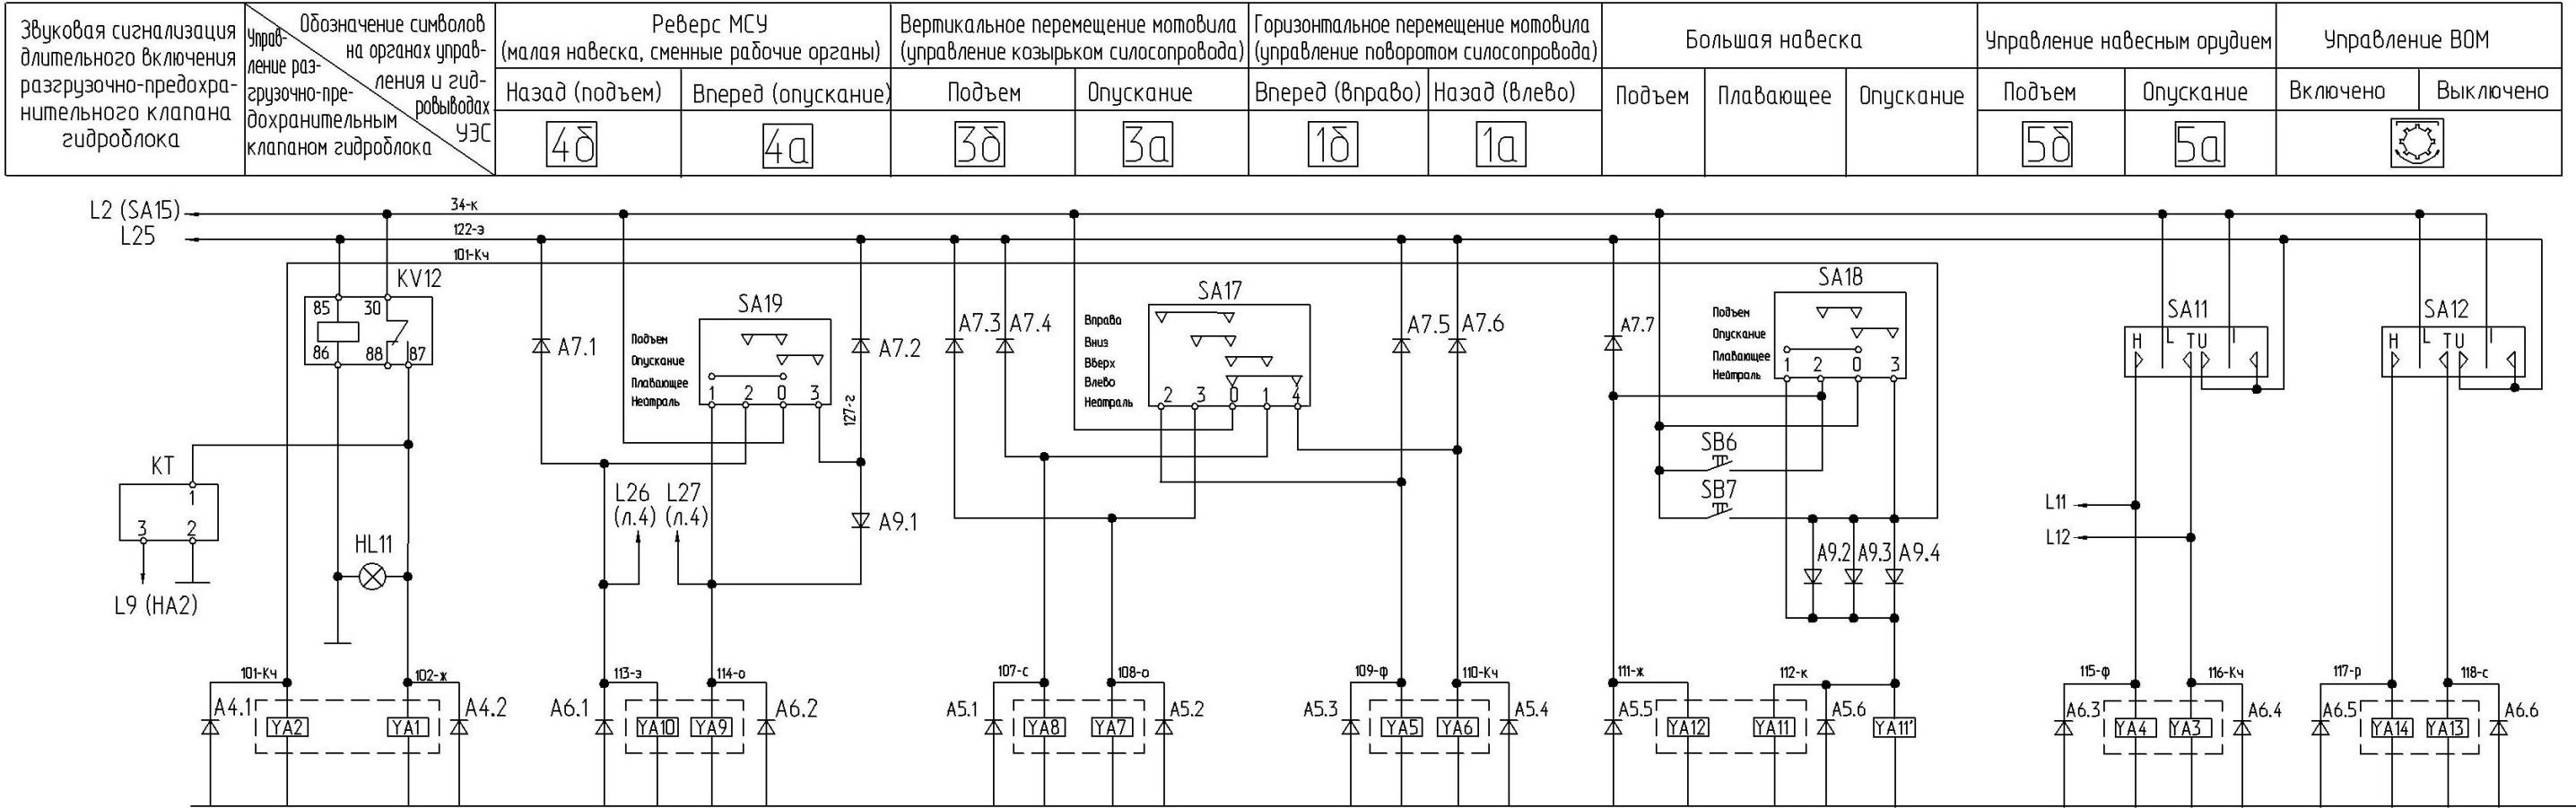 Звуковая сигнализация
длительного включения
разгрузочно-предохра-
нительного клапана
гидроблока
Обозначение символов
на органах управ-
ления и гид-
ровыводах
УЭС
Управ-
ление раз-
грузочно-пре-
дохранительным
клапаном гидроблока
Реверс МСУ
(малая навеска, сменные рабочие органы)
Назад (подъем)
Вперед (опускание)
4б
4а
Вертикальное перемещение мотовила
(управление козырьком силосопровода)
Подъем
Опускание
3б
3а
Горизонтальное перемещение мотовила
(управление поворотом силосопровода)
Вперед (вправо)
Назад (влево)
1б
1а
Большая навеска
Подъем
Плавающее
Опускание
Управление навесным орудием
Подъем
Опускание
5б
5а
Управление ВОМ
Включено
Выключено
L2 (SA15)
34-к
L25
122-э
101-Кч
KV12
85
30
86
88
87
KT
1
3
2
L9 (HA2)
HL11
101-Кч
102-ж
A4.1
YA2
YA1
A4.2
A7.1
SA19
Подъем
Опускание
Плавающее
Нейтраль
1
2
0
3
A7.2
127-г
L26
(л.4)
L27
(л.4)
A9.1
113-э
114-о
A6.1
YA10
YA9
A6.2
A7.3
A7.4
SA17
Вправо
Вниз
Вверх
Влево
Нейтраль
2
3
0
1
4
A7.5
A7.6
107-с
108-о
A5.1
YA8
YA7
A5.2
109-ф
110-Кч
A5.3
YA5
YA6
A5.4
A7.7
SA18
Подъем
Опускание
Плавающее
Нейтраль
1
2
0
3
SB6
SB7
A9.2
A9.3
A9.4
111-ж
112-к
A5.5
YA12
YA11
A5.6
YA11'
SA11
H
L
TU
I
L11
L12
115-ф
116-Кч
A6.3
YA4
YA3
A6.4
SA12
H
L
TU
I
117-р
118-с
A6.5
YA14
YA13
A6.6